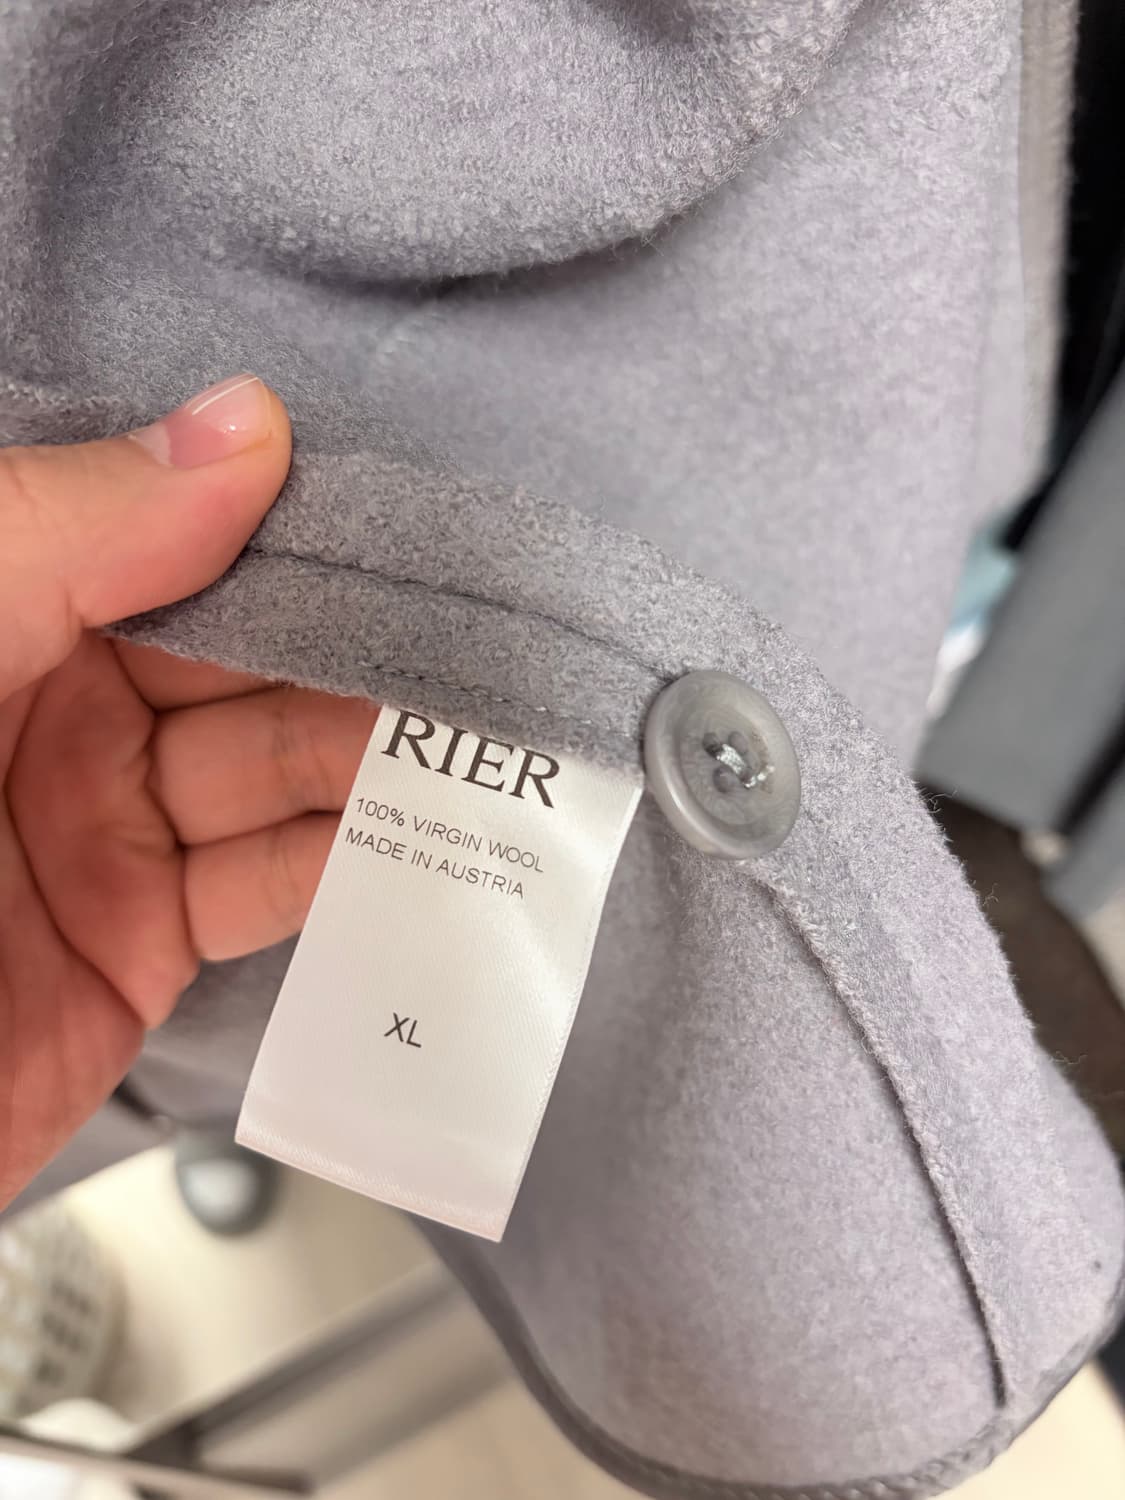 RIER
100% VIRGIN WOOL
MADE IN AUSTRIA
XL